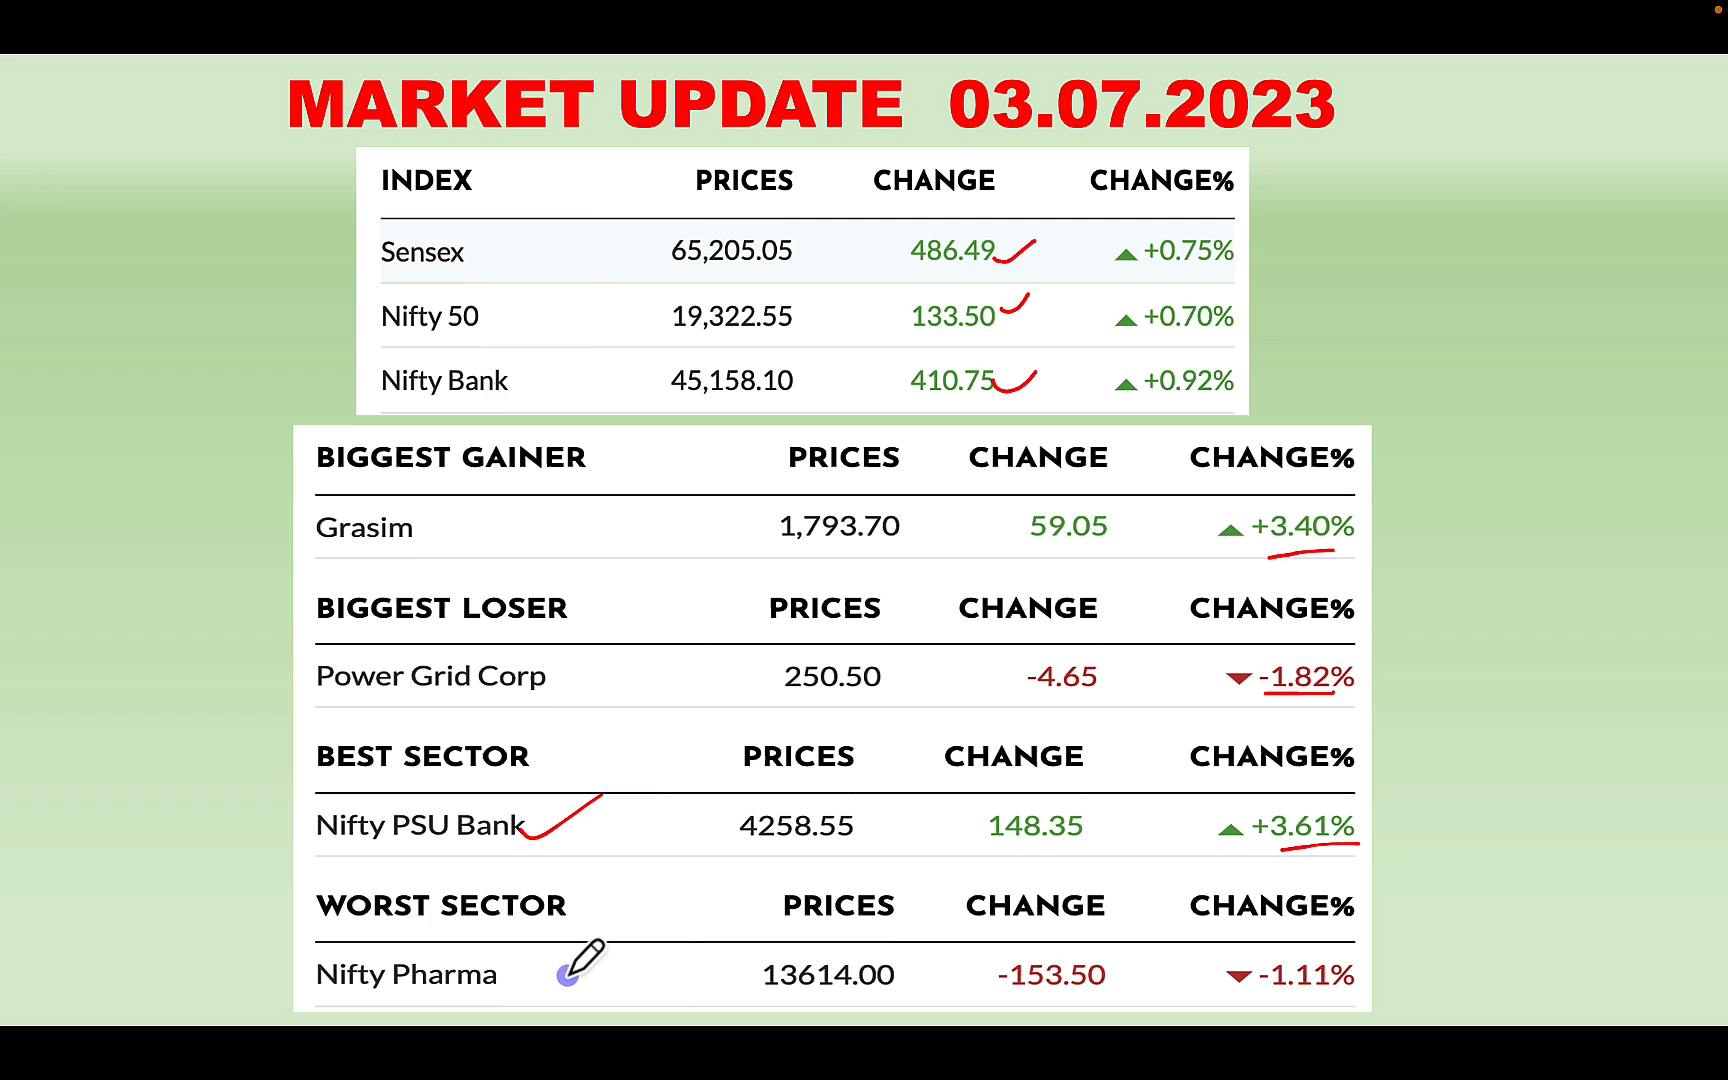 MARKET UPDATE 03.07.2023
INDEX PRICES CHANGE CHANGE%
Sensex 65,205.05 486.49 ▲ +0.75%
Nifty 50 19,322.55 133.50 ▲ +0.70%
Nifty Bank 45,158.10 410.75 ▲ +0.92%
BIGGEST GAINER PRICES CHANGE CHANGE%
Grasim 1,793.70 59.05 ▲ +3.40%
BIGGEST LOSER PRICES CHANGE CHANGE%
Power Grid Corp 250.50 -4.65 ▼ -1.82%
BEST SECTOR PRICES CHANGE CHANGE%
Nifty PSU Bank 4258.55 148.35 ▲ +3.61%
WORST SECTOR PRICES CHANGE CHANGE%
Nifty Pharma 13614.00 -153.50 ▼ -1.11%